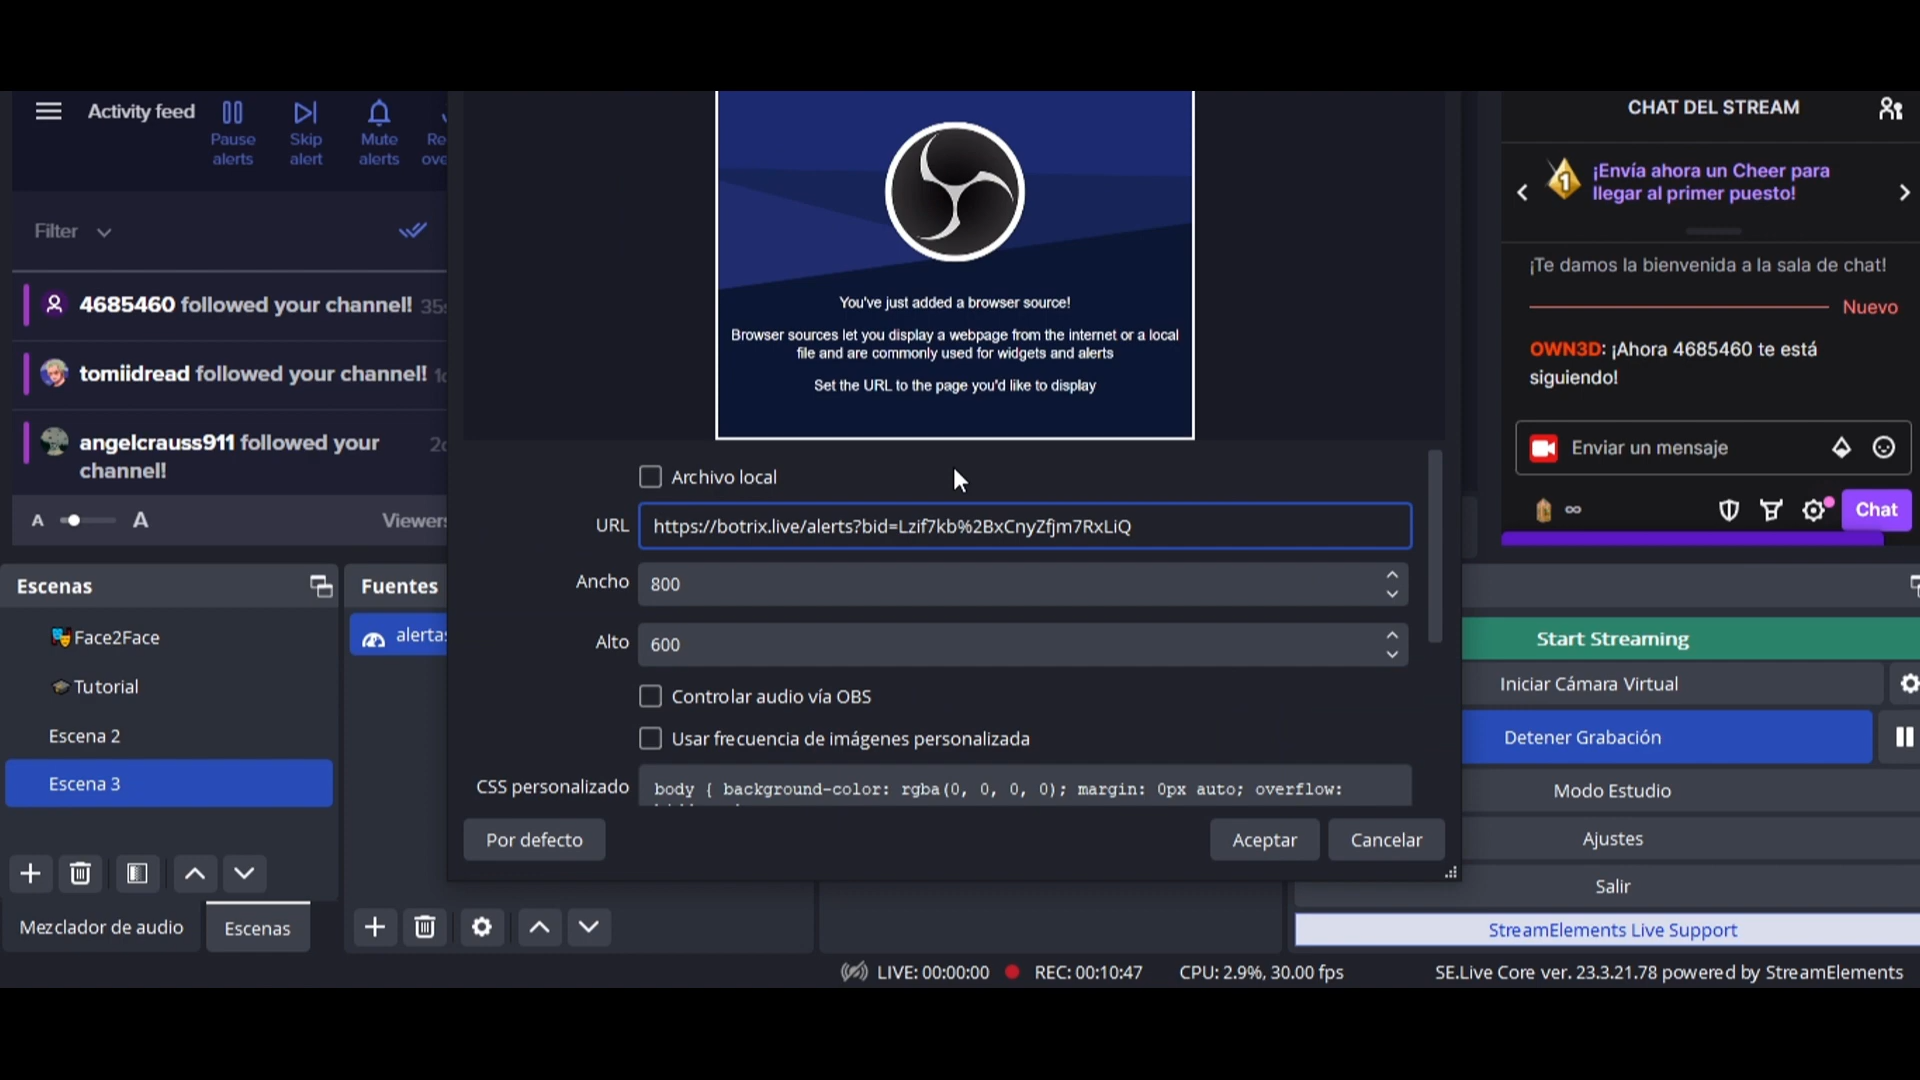 Activity feed
Pause
alerts
Skip
alert
Mute
alerts
Filter
4685460 followed your channel!
tomiidread followed your channel!
angelcrauss911 followed your
channel!
A
A
Viewers
Escenas
🎭Face2Face
🎓Tutorial
Escena 2
Escena 3
Mezclador de audio
Escenas
Fuentes
alertas
You've just added a browser source!
Browser sources let you display a webpage from the internet or a local
file and are commonly used for widgets and alerts
Set the URL to the page you'd like to display
Archivo local
URL
https://botrix.live/alerts?bid=Lzif7kb%2BxCnyZfjm7RxLiQ
Ancho
800
Alto
600
Controlar audio vía OBS
Usar frecuencia de imágenes personalizada
CSS personalizado
body { background-color: rgba(0, 0, 0, 0); margin: 0px auto; overflow:
Por defecto
Aceptar
Cancelar
CHAT DEL STREAM
1
¡Envía ahora un Cheer para
llegar al primer puesto!
¡Te damos la bienvenida a la sala de chat!
Nuevo
OWN3D: ¡Ahora 4685460 te está
siguiendo!
Enviar un mensaje
∞
Chat
Start Streaming
Iniciar Cámara Virtual
Detener Grabación
Modo Estudio
Ajustes
Salir
StreamElements Live Support
LIVE: 00:00:00
REC: 00:10:47
CPU: 2.9%, 30.00 fps
SE.Live Core ver. 23.3.21.78 powered by StreamElements